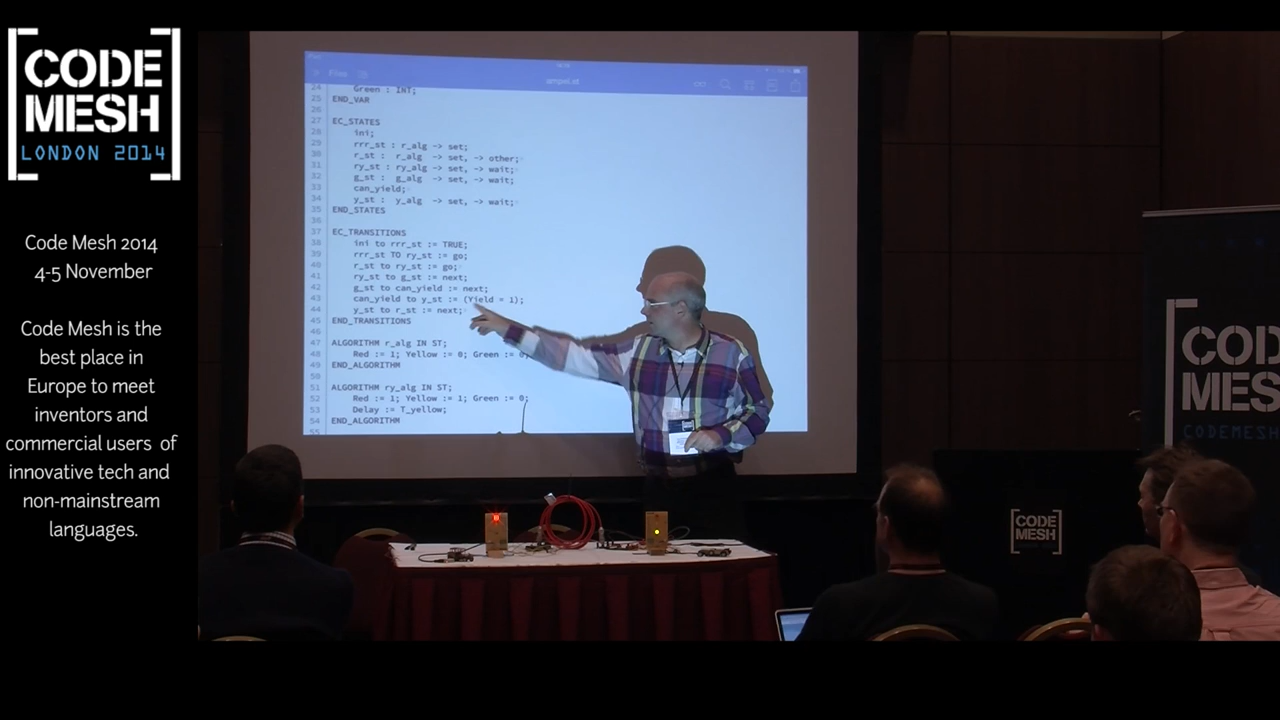 CODE
MESH
LONDON 2014
Code Mesh 2014
4-5 November
Code Mesh is the
best place in
Europe to meet
inventors and
commercial users of
innovative tech and
non-mainstream
languages.
Files
24 Green : INT;
25 END_VAR
26
27 EC_STATES
28 ini;
29 rrr_st : r_alg -> set;
30 r_st : r_alg -> set, -> other;
31 ry_st : ry_alg -> set, -> wait;
32 g_st : g_alg -> set, -> wait;
33 can_yield;
34 y_st : y_alg -> set, -> wait;
35 END_STATES
36
37 EC_TRANSITIONS
38 ini to rrr_st := TRUE;
39 rrr_st TO ry_st := go;
40 r_st to ry_st := go;
41 ry_st to g_st := next;
42 g_st to can_yield := next;
43 can_yield to y_st := (Yield = 1);
44 y_st to r_st := next;
45 END_TRANSITIONS
46
47 ALGORITHM r_alg IN ST;
48 Red := 1; Yellow := 0; Green := 0;
49 END_ALGORITHM
50
51 ALGORITHM ry_alg IN ST;
52 Red := 1; Yellow := 1; Green := 0;
53 Delay := T_yellow;
54 END_ALGORITHM
55
COD
MES
CODEMESH
CODE
MESH